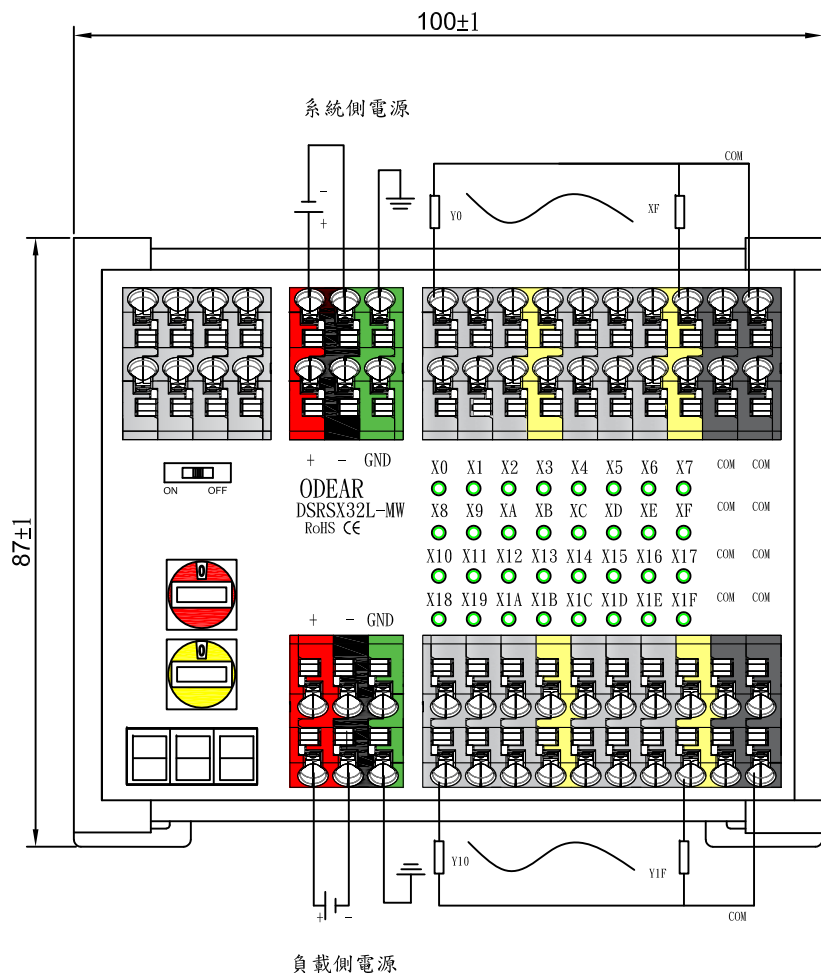 100±1
系統側電源
COM
-
+
Y0
XF
87±1
+ - GND
ON OFF
ODEAR
DSRSX32L-MW
RoHS CE
X0 X1 X2 X3 X4 X5 X6 X7 COM COM
X8 X9 XA XB XC XD XE XF COM COM
X10 X11 X12 X13 X14 X15 X16 X17 COM COM
X18 X19 X1A X1B X1C X1D X1E X1F COM COM
+ - GND
0
0
Y10
Y1F
+ -
COM
負載側電源